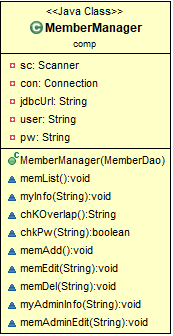 <<Java Class>>
MemberManager
comp
sc: Scanner
con: Connection
jdbcUrl: String
user: String
pw: String
MemberManager(MemberDao)
memList():void
myInfo(String):void
chKOverlap():String
chkPw(String):boolean
memAdd():void
memEdit(String):void
memDel(String):void
myAdminInfo(String):void
memAdminEdit(String):void